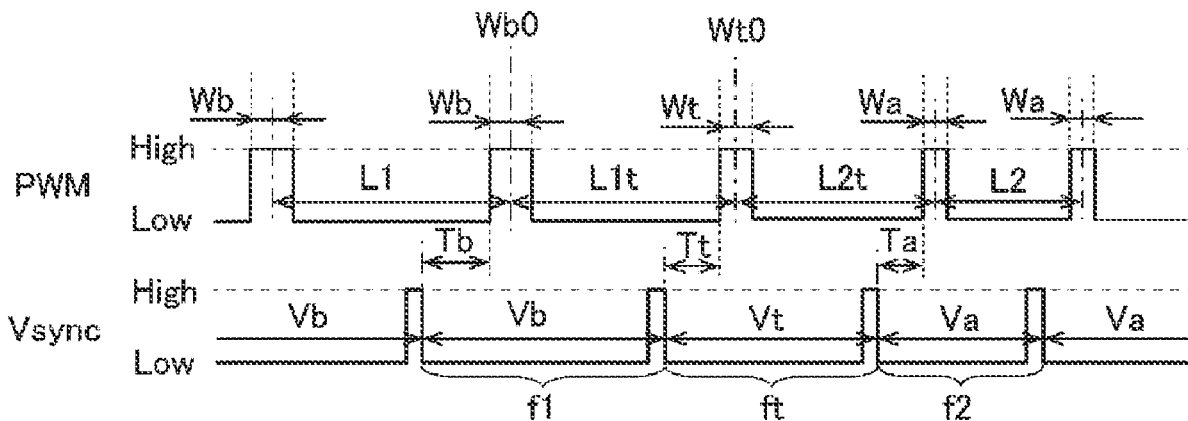 Wb0 Wt0
Wb Wb Wt Wa Wa
High
PWM L1 L1t L2t L2
Low
Tb Tt Ta
High
Vsync Vb Vb Vt Va Va
Low
f1 ft f2